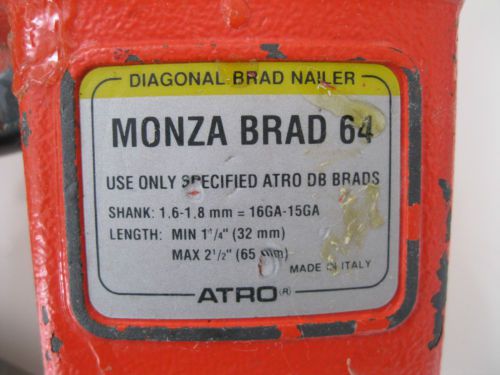 DIAGONAL BRAD NAILER
MONZA BRAD 64
USE ONLY SPECIFIED ATRO DB BRADS
SHANK: 1.6-1.8 mm = 16GA-15GA
LENGTH: MIN 1 1/4" (32 mm)
MAX 2 1/2" (65 mm)
MADE IN ITALY
ATRO (R)